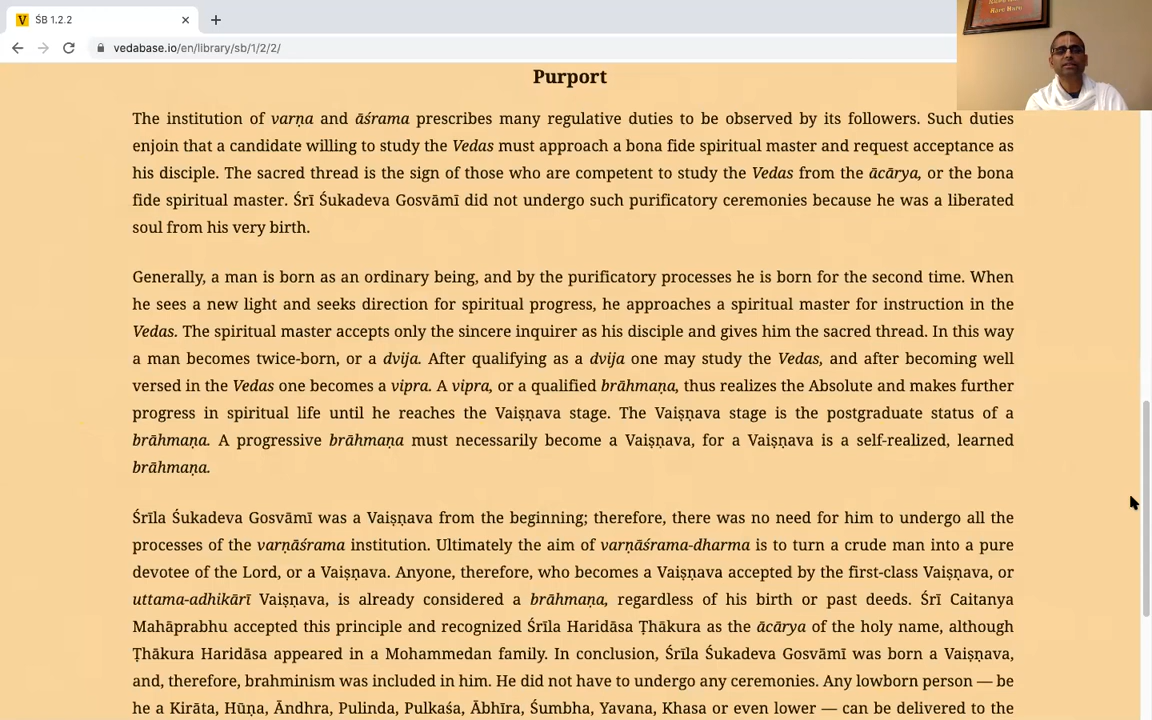 ŚB 1.2.2
vedabase.io/en/library/sb/1/2/2/
Hare Hare
Purport
The institution of varṇa and āśrama prescribes many regulative duties to be observed by its followers. Such duties
enjoin that a candidate willing to study the Vedas must approach a bona fide spiritual master and request acceptance as
his disciple. The sacred thread is the sign of those who are competent to study the Vedas from the ācārya, or the bona
fide spiritual master. Śrī Śukadeva Gosvāmī did not undergo such purificatory ceremonies because he was a liberated
soul from his very birth.
Generally, a man is born as an ordinary being, and by the purificatory processes he is born for the second time. When
he sees a new light and seeks direction for spiritual progress, he approaches a spiritual master for instruction in the
Vedas. The spiritual master accepts only the sincere inquirer as his disciple and gives him the sacred thread. In this way
a man becomes twice-born, or a dvija. After qualifying as a dvija one may study the Vedas, and after becoming well
versed in the Vedas one becomes a vipra. A vipra, or a qualified brāhmaṇa, thus realizes the Absolute and makes further
progress in spiritual life until he reaches the Vaiṣṇava stage. The Vaiṣṇava stage is the postgraduate status of a
brāhmaṇa. A progressive brāhmaṇa must necessarily become a Vaiṣṇava, for a Vaiṣṇava is a self-realized, learned
brāhmaṇa.
Śrīla Śukadeva Gosvāmī was a Vaiṣṇava from the beginning; therefore, there was no need for him to undergo all the
processes of the varṇāśrama institution. Ultimately the aim of varṇāśrama-dharma is to turn a crude man into a pure
devotee of the Lord, or a Vaiṣṇava. Anyone, therefore, who becomes a Vaiṣṇava accepted by the first-class Vaiṣṇava, or
uttama-adhikārī Vaiṣṇava, is already considered a brāhmaṇa, regardless of his birth or past deeds. Śrī Caitanya
Mahāprabhu accepted this principle and recognized Śrīla Haridāsa Ṭhākura as the ācārya of the holy name, although
Ṭhākura Haridāsa appeared in a Mohammedan family. In conclusion, Śrīla Śukadeva Gosvāmī was born a Vaiṣṇava,
and, therefore, brahminism was included in him. He did not have to undergo any ceremonies. Any lowborn person — be
he a Kirāta, Hūṇa, Āndhra, Pulinda, Pulkaśa, Ābhīra, Śumbha, Yavana, Khasa or even lower — can be delivered to the